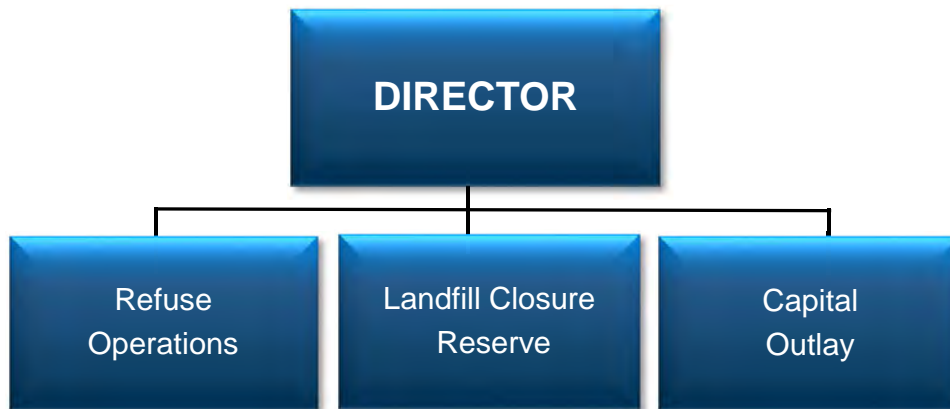 DIRECTOR
Refuse
Operations
Landfill Closure
Reserve
Capital
Outlay